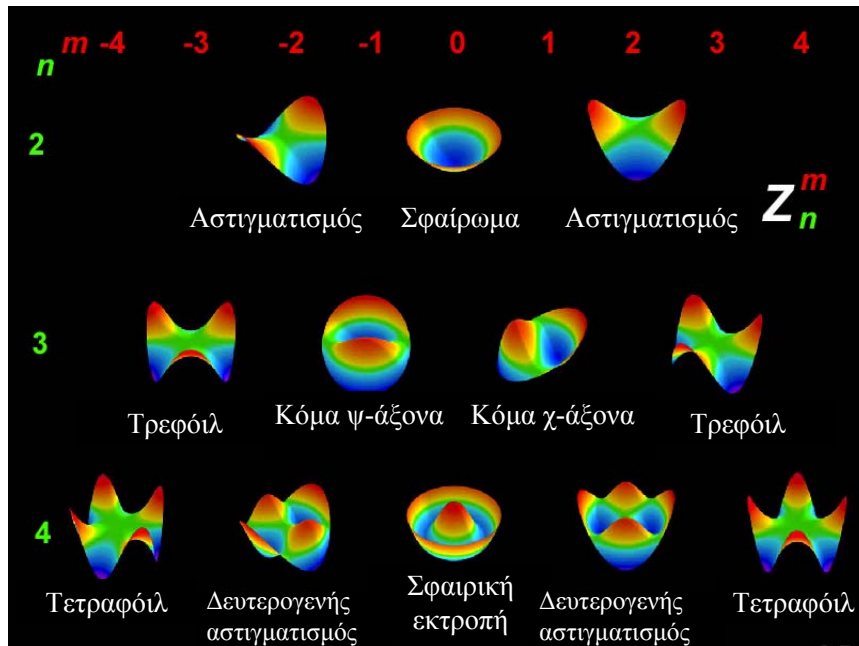 m -4 -3 -2 -1 0 1 2 3 4
n
2
Αστιγματισμός Σφαίρωμα Αστιγματισμός
Z m n
3
Τρεφόιλ Κόμα ψ-άξονα Κόμα χ-άξονα Τρεφόιλ
4
Τετραφόιλ Δευτερογενής Σφαιρική Δευτερογενής Τετραφόιλ
αστιγματισμός εκτροπή αστιγματισμός